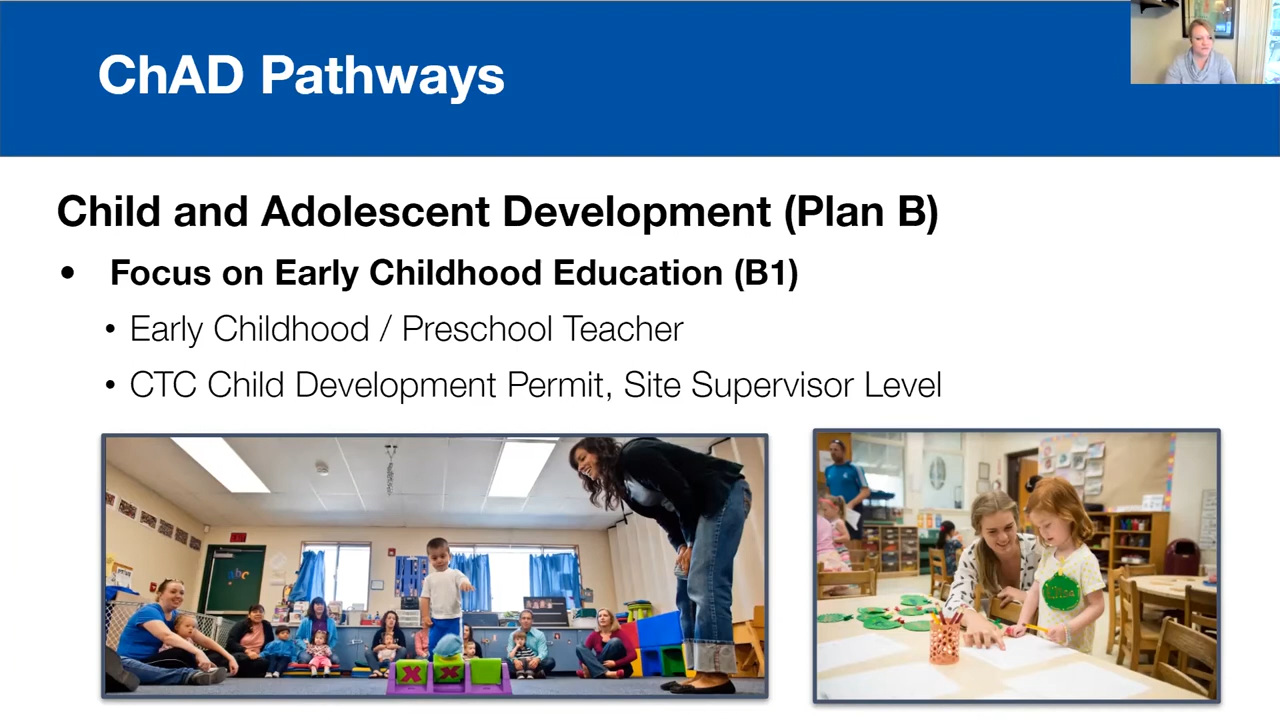 ChAD Pathways
Child and Adolescent Development (Plan B)
• Focus on Early Childhood Education (B1)
• Early Childhood / Preschool Teacher
• CTC Child Development Permit, Site Supervisor Level
abc
X X